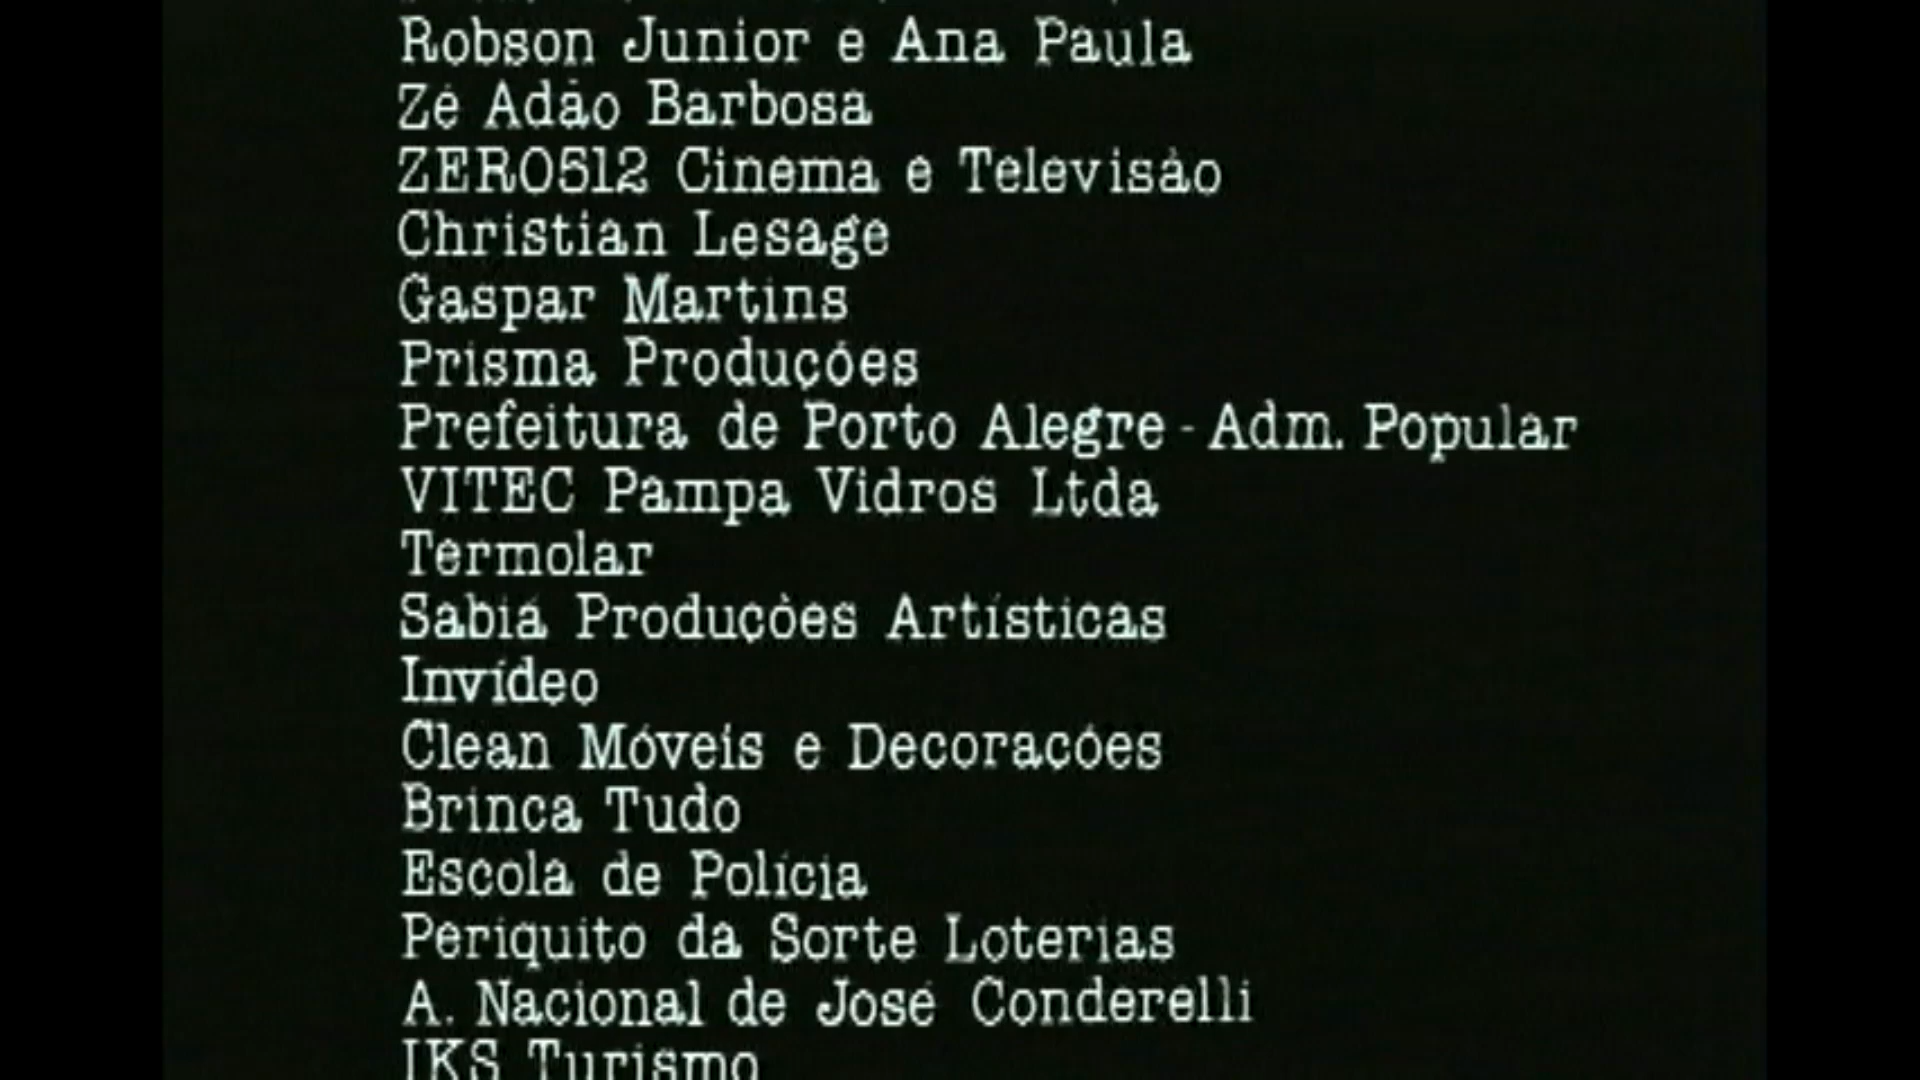 Robson Junior e Ana Paula
Zé Adão Barbosa
ZERO512 Cinema e Televisão
Christian Lesage
Gaspar Martins
Prisma Produções
Prefeitura de Porto Alegre - Adm. Popular
VITEC Pampa Vidros Ltda
Termolar
Sabiá Produções Artísticas
Invídeo
Clean Móveis e Decorações
Brinca Tudo
Escola de Polícia
Periquito da Sorte Loterias
A. Nacional de José Conderelli
IKS Turismo